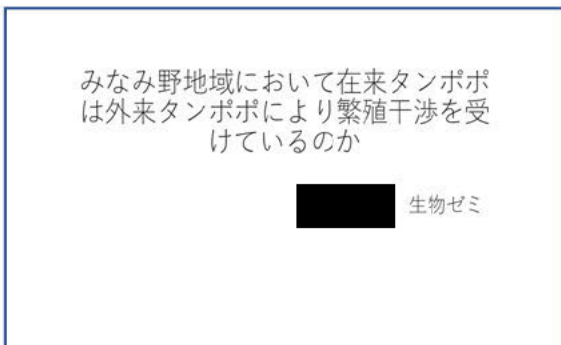 みなみ野地域において在来タンポポ
は外来タンポポにより繁殖干渉を受
けているのか
生物ゼミ